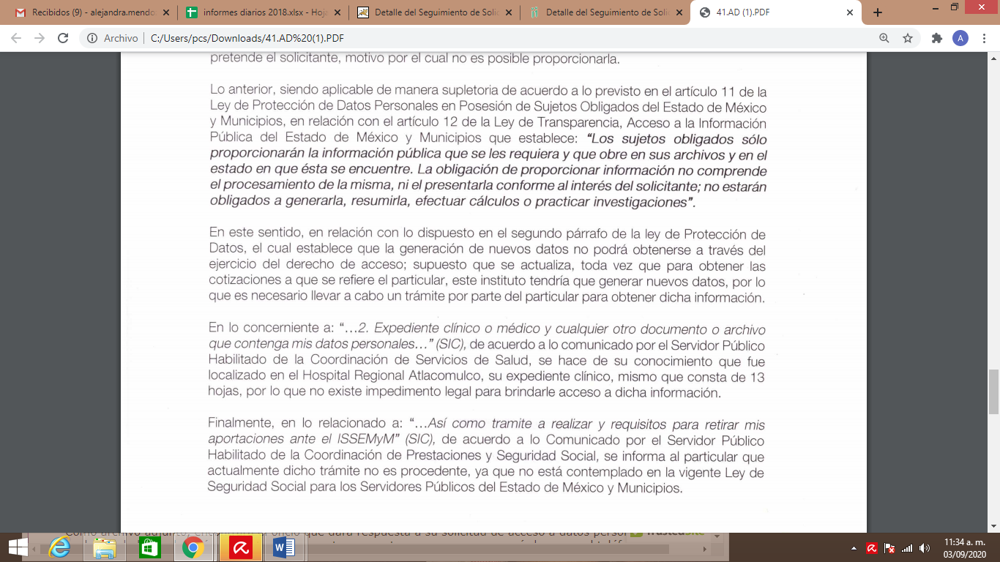 Recibidos (9) - alejandra.mendo
informes diarios 2018.xlsx - Hoj
Detalle del Seguimiento de Soli
Detalle del Seguimiento de Soli
41.AD (1).PDF
Archivo
C:/Users/pcs/Downloads/41.AD%20(1).PDF
A
pretende el solicitante, motivo por el cual no es posible proporcionarla.
Lo anterior, siendo aplicable de manera supletoria de acuerdo a lo previsto en el artículo 11 de la
Ley de Protección de Datos Personales en Posesión de Sujetos Obligados del Estado de México
y Municipios, en relación con el artículo 12 de la Ley de Transparencia, Acceso a la Información
Pública del Estado de México y Municipios que establece: "Los sujetos obligados sólo
proporcionarán la información pública que se les requiera y que obre en sus archivos y en el
estado en que ésta se encuentre. La obligación de proporcionar información no comprende
el procesamiento de la misma, ni el presentarla conforme al interés del solicitante; no estarán
obligados a generarla, resumirla, efectuar cálculos o practicar investigaciones".
En este sentido, en relación con lo dispuesto en el segundo párrafo de la ley de Protección de
Datos, el cual establece que la generación de nuevos datos no podrá obtenerse a través del
ejercicio del derecho de acceso; supuesto que se actualiza, toda vez que para obtener las
cotizaciones a que se refiere el particular, este instituto tendría que generar nuevos datos, por lo
que es necesario llevar a cabo un trámite por parte del particular para obtener dicha información.
En lo concerniente a: "...2. Expediente clínico o médico y cualquier otro documento o archivo
que contenga mis datos personales..." (SIC), de acuerdo a lo comunicado por el Servidor Público
Habilitado de la Coordinación de Servicios de Salud, se hace de su conocimiento que fue
localizado en el Hospital Regional Atlacomulco, su expediente clínico, mismo que consta de 13
hojas, por lo que no existe impedimento legal para brindarle acceso a dicha información.
Finalmente, en lo relacionado a: "...Así como tramite a realizar y requisitos para retirar mis
aportaciones ante el ISSEMyM" (SIC), de acuerdo a lo Comunicado por el Servidor Público
Habilitado de la Coordinación de Prestaciones y Seguridad Social, se informa al particular que
actualmente dicho trámite no es procedente, ya que no está contemplado en la vigente Ley de
Seguridad Social para los Servidores Públicos del Estado de México y Municipios.
11:34 a. m.
03/09/2020